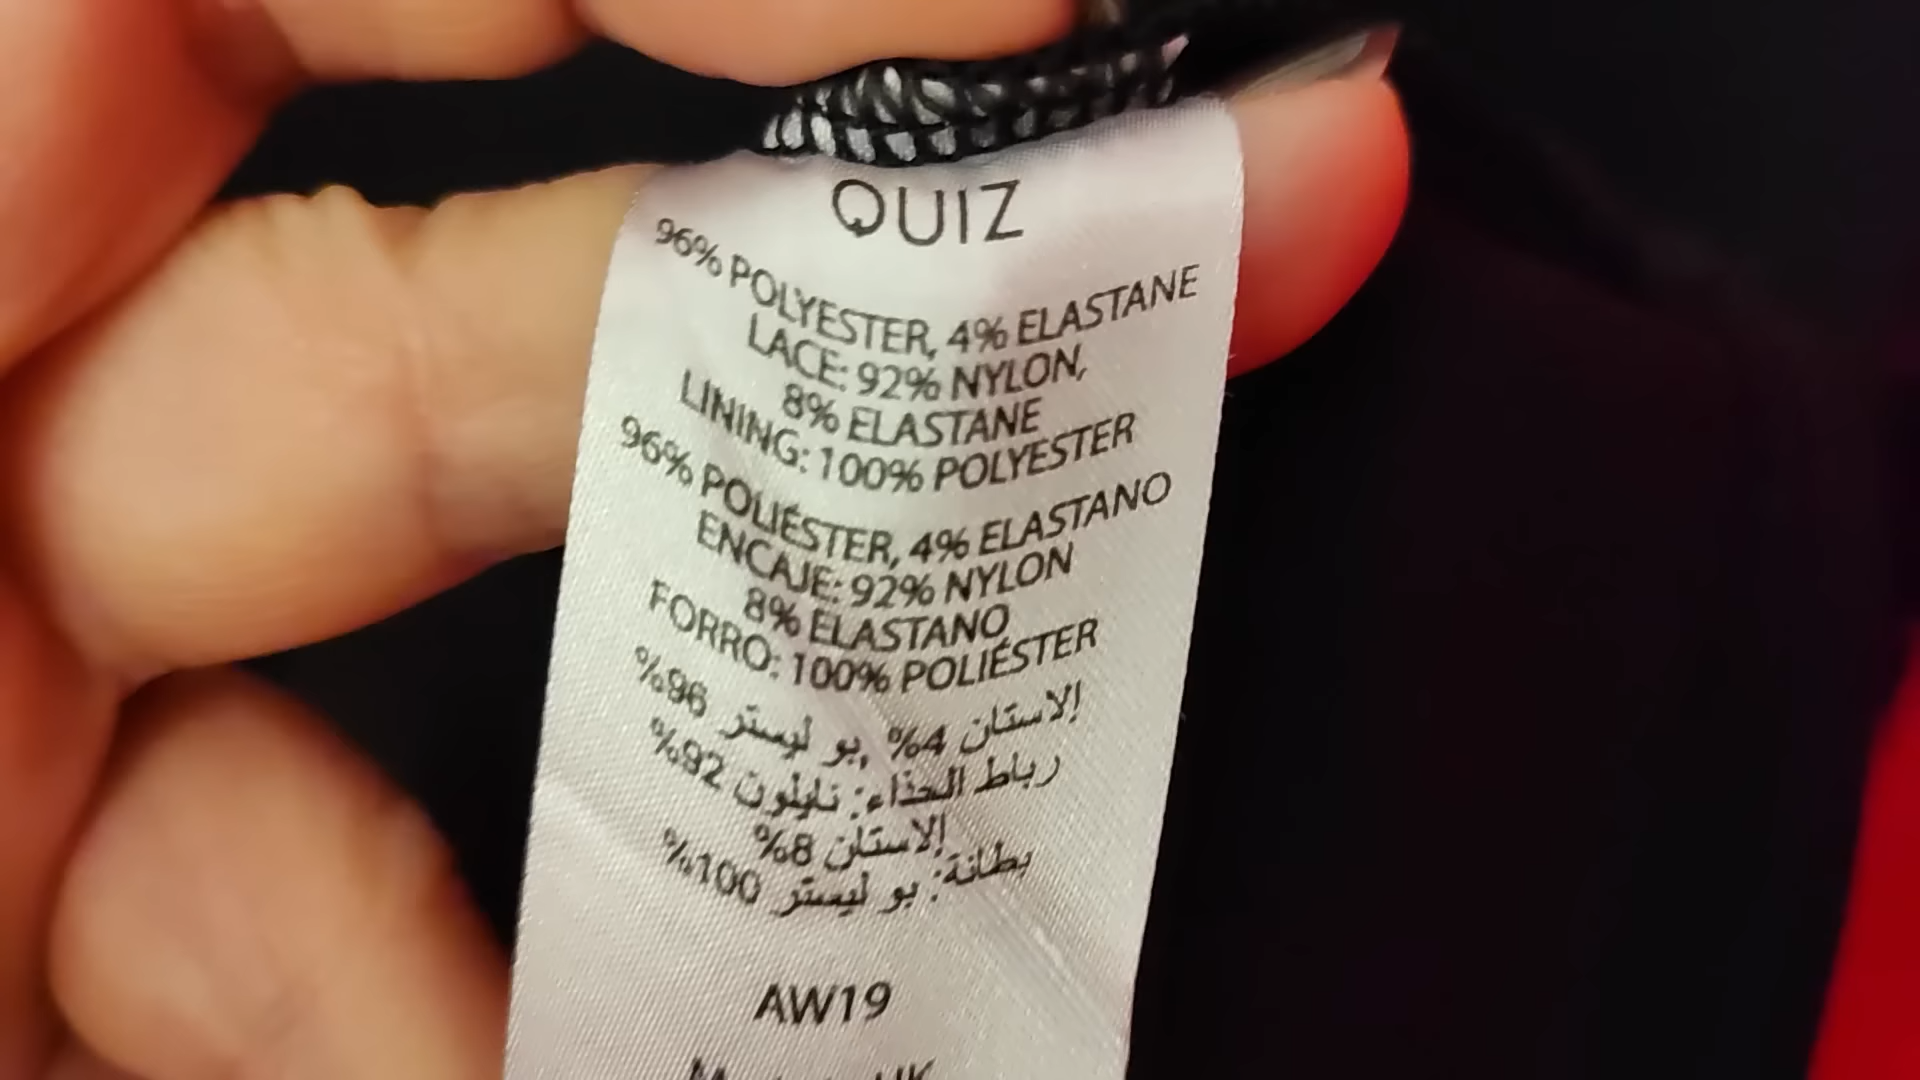 QUIZ
96% POLYESTER, 4% ELASTANE
LACE: 92% NYLON,
8% ELASTANE
LINING: 100% POLYESTER
96% POLIÉSTER, 4% ELASTANO
ENCAJE: 92% NYLON
8% ELASTANO
FORRO: 100% POLIÉSTER
إلاستان 4% ,بو ليستر 96%
رباط الحذاء: نايلون 92%
إلاستان 8%
بطانة: بو ليستر 100%
AW19
UK